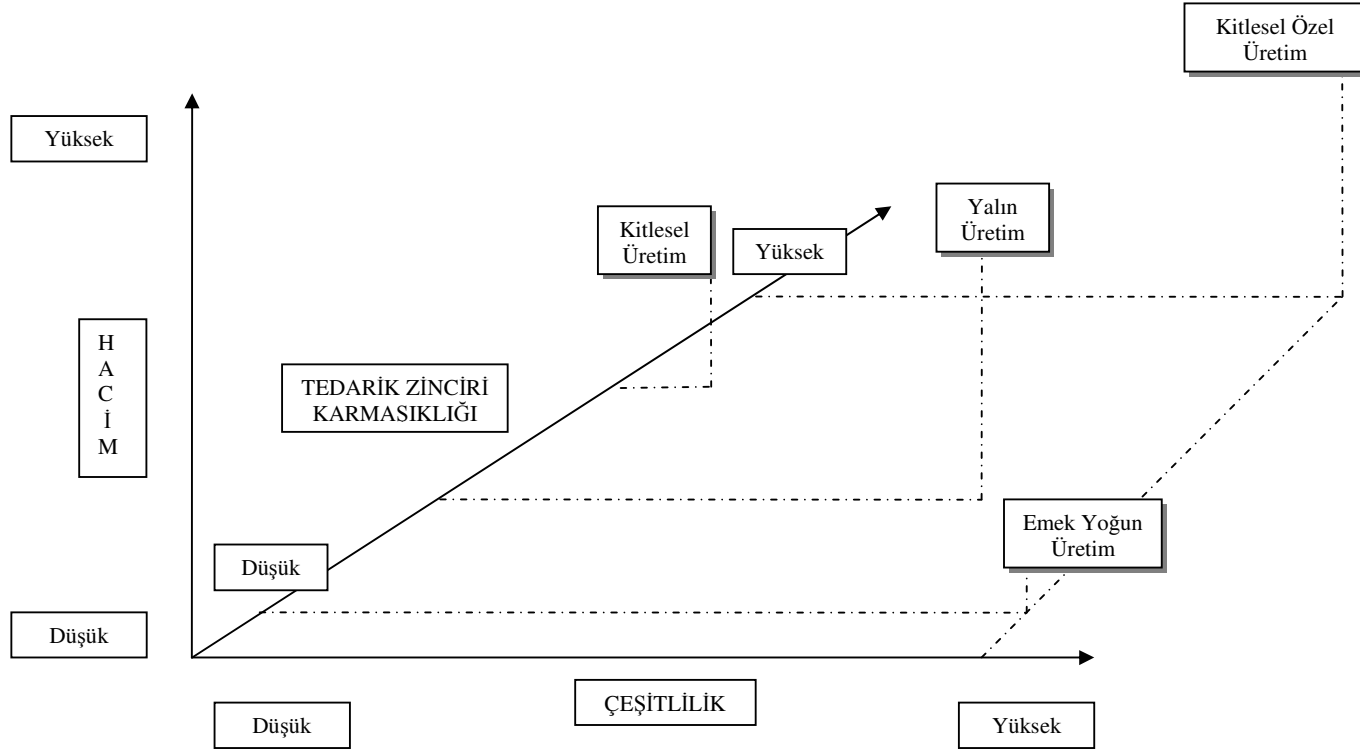 Kitlesel Özel
Üretim
Yüksek
Yalın
Üretim
Kitlesel
Üretim
Yüksek
H
A
C
İ
M
TEDARİK ZİNCİRİ
KARMASIKLIĞI
Emek Yoğun
Üretim
Düşük
Düşük
ÇEŞİTLİLİK
Düşük
Yüksek